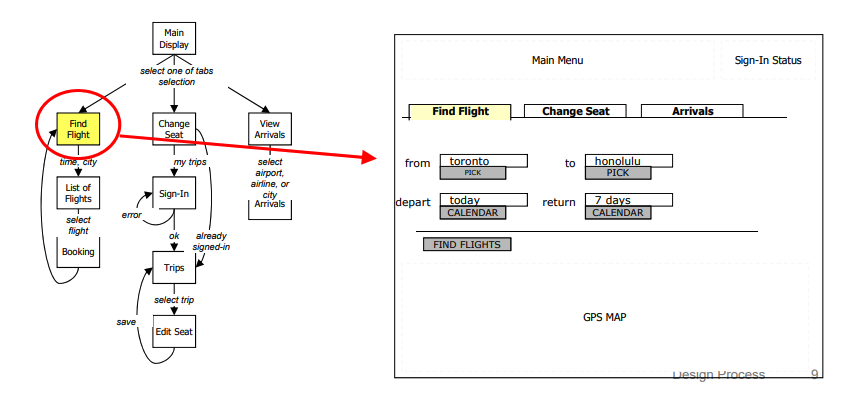 Main
Display
select one of tabs
selection
Find
Flight
Change
Seat
View
Arrivals
time, city
my trips
select
airport,
airline, or
city
Arrivals
List of
Flights
Sign-In
select
flight
error
Booking
ok
already
signed-in
Trips
select trip
save
Edit Seat
Main Menu
Sign-In Status
Find Flight
Change Seat
Arrivals
from
toronto
to
honolulu
PICK
PICK
depart
today
return
7 days
CALENDAR
CALENDAR
FIND FLIGHTS
GPS MAP
Design Process
9